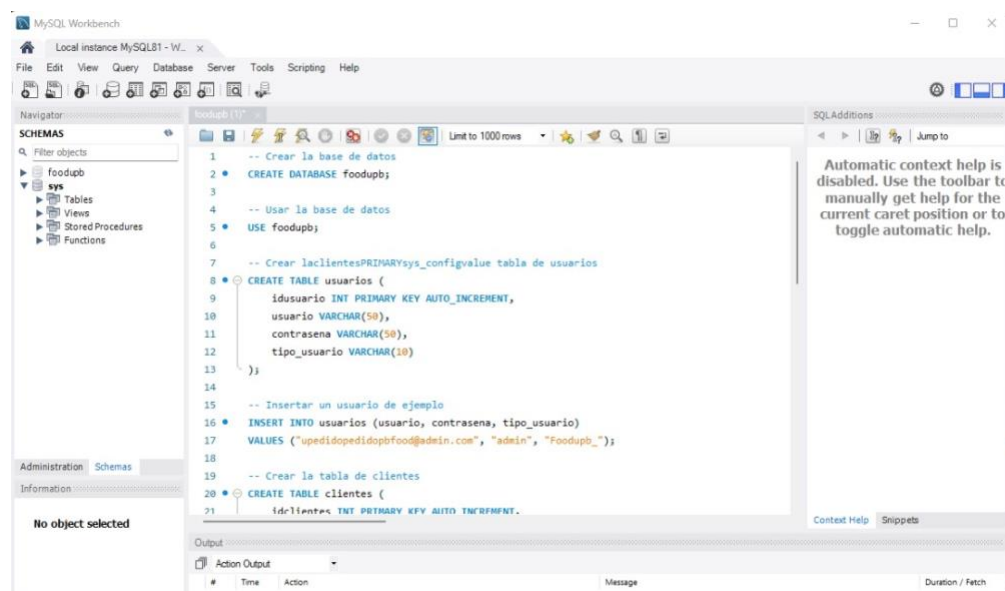 MySQL Workbench
Local instance MySQL81 - W... x
File Edit View Query Database Server Tools Scripting Help
Navigator
SCHEMAS
Filter objects
foodupb
sys
Tables
Views
Stored Procedures
Functions
Administration Schemas
Information
No object selected
foodupb (1)* x
Limit to 1000 rows
1 -- Crear la base de datos
2 CREATE DATABASE foodupb;
3
4 -- Usar la base de datos
5 USE foodupb;
6
7 -- Crear laclientesPRIMARYsys_configvalue tabla de usuarios
8 CREATE TABLE usuarios (
9 idusuario INT PRIMARY KEY AUTO_INCREMENT,
10 usuario VARCHAR(50),
11 contrasena VARCHAR(50),
12 tipo_usuario VARCHAR(10)
13 );
14
15 -- Insertar un usuario de ejemplo
16 INSERT INTO usuarios (usuario, contrasena, tipo_usuario)
17 VALUES ("upedidopedidopbfood@admin.com", "admin", "Foodupb_");
18
19 -- Crear la tabla de clientes
20 CREATE TABLE clientes (
21 idclientes INT PRIMARY KEY AUTO_INCREMENT,
SQLAdditions
Jump to
Automatic context help is
disabled. Use the toolbar to
manually get help for the
current caret position or to
toggle automatic help.
Context Help Snippets
Output
Action Output
# Time Action Message Duration / Fetch